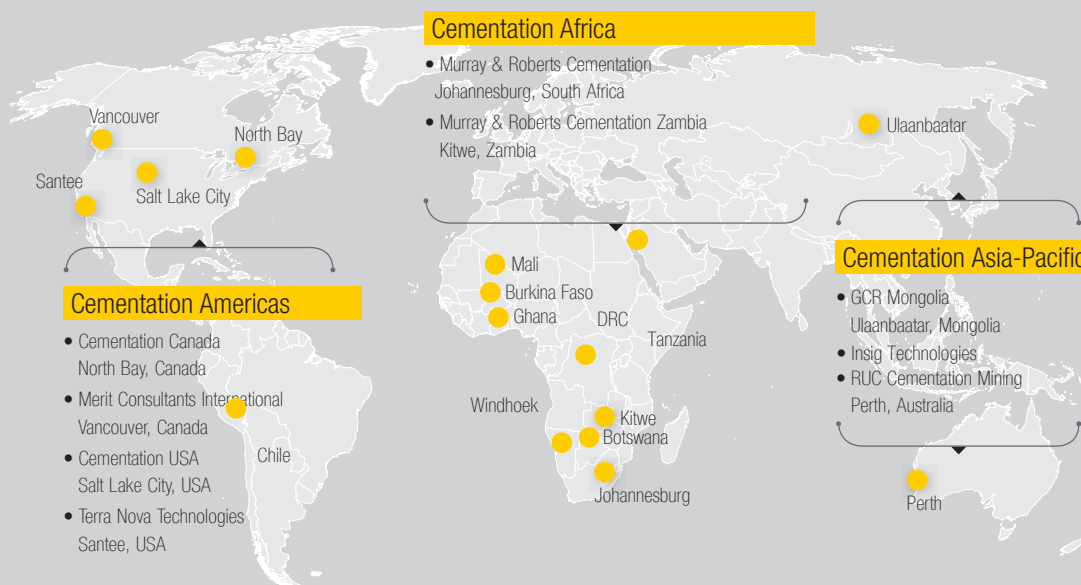 Cementation Africa
• Murray & Roberts Cementation
Johannesburg, South Africa
• Murray & Roberts Cementation Zambia
Kitwe, Zambia
Vancouver
North Bay
Santee
Salt Lake City
Ulaanbaatar
Cementation Americas
• Cementation Canada
North Bay, Canada
• Merit Consultants International
Vancouver, Canada
• Cementation USA
Salt Lake City, USA
• Terra Nova Technologies
Santee, USA
Chile
Mali
Burkina Faso
Ghana
DRC
Tanzania
Windhoek
Kitwe
Botswana
Johannesburg
Cementation Asia-Pacific
• GCR Mongolia
Ulaanbaatar, Mongolia
• Insig Technologies
• RUC Cementation Mining
Perth, Australia
Perth